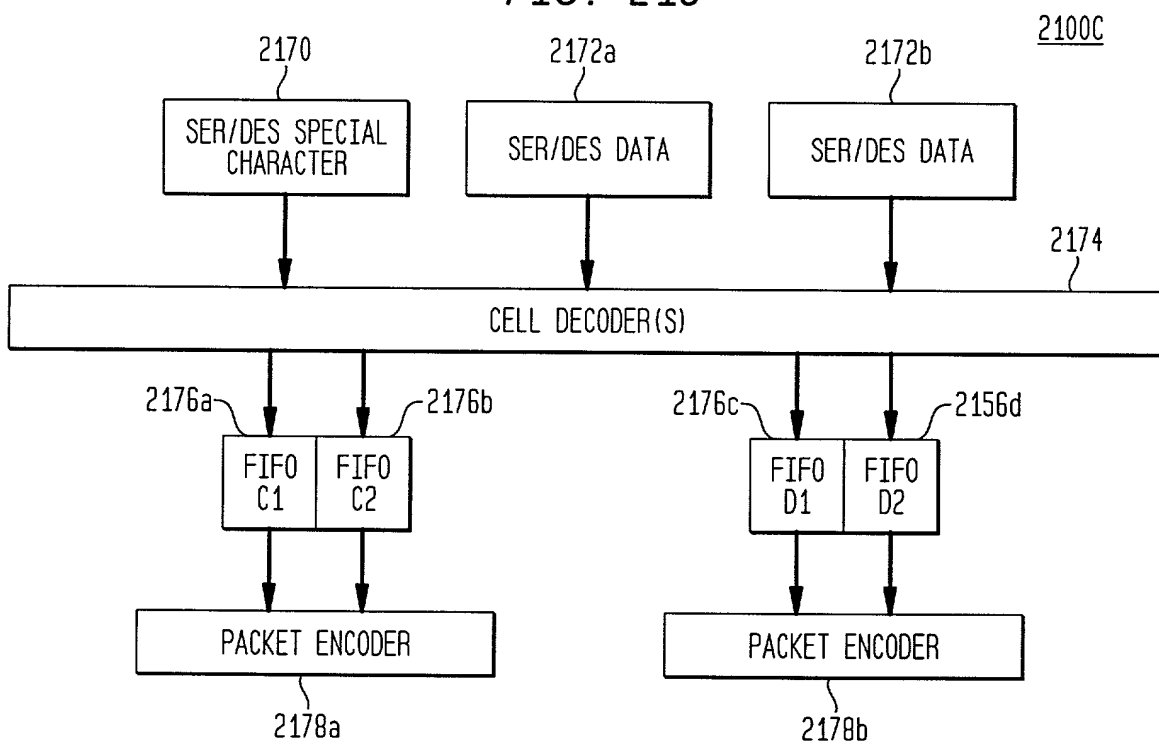 2100C
2170
2172a
2172b
SER/DES SPECIAL
CHARACTER
SER/DES DATA
SER/DES DATA
2174
CELL DECODER(S)
2176a
2176b
2176c
2156d
FIFO
C1
FIFO
C2
FIFO
D1
FIFO
D2
PACKET ENCODER
PACKET ENCODER
2178a
2178b